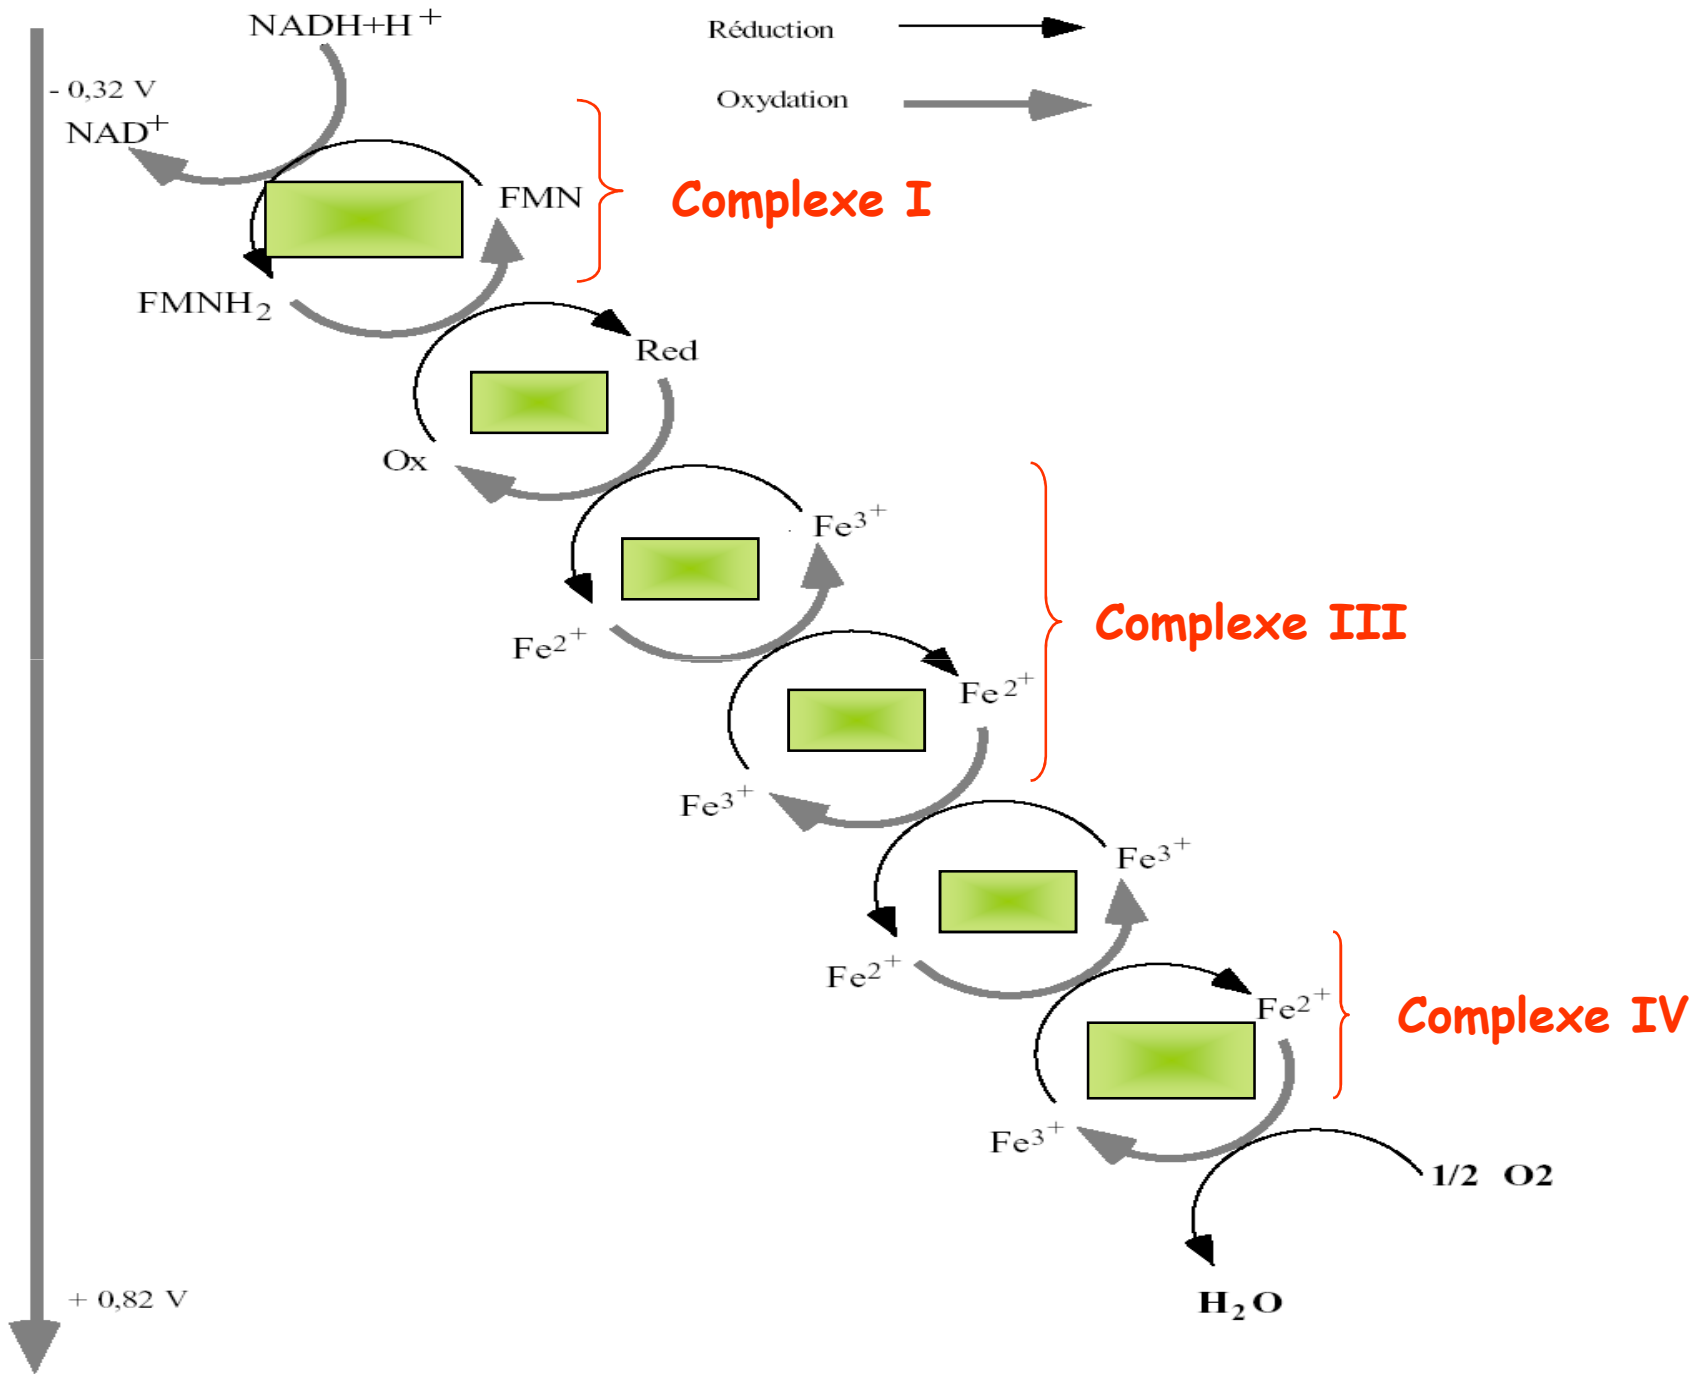 NADH+H+
Réduction
- 0,32 V
Oxydation
NAD+
FMN
Complexe I
FMNH2
Red
Ox
Fe3+
Complexe III
Fe2+
Fe2+
Fe3+
Fe3+
Fe2+
Fe2+
Complexe IV
Fe3+
1/2 O2
+ 0,82 V
H2O